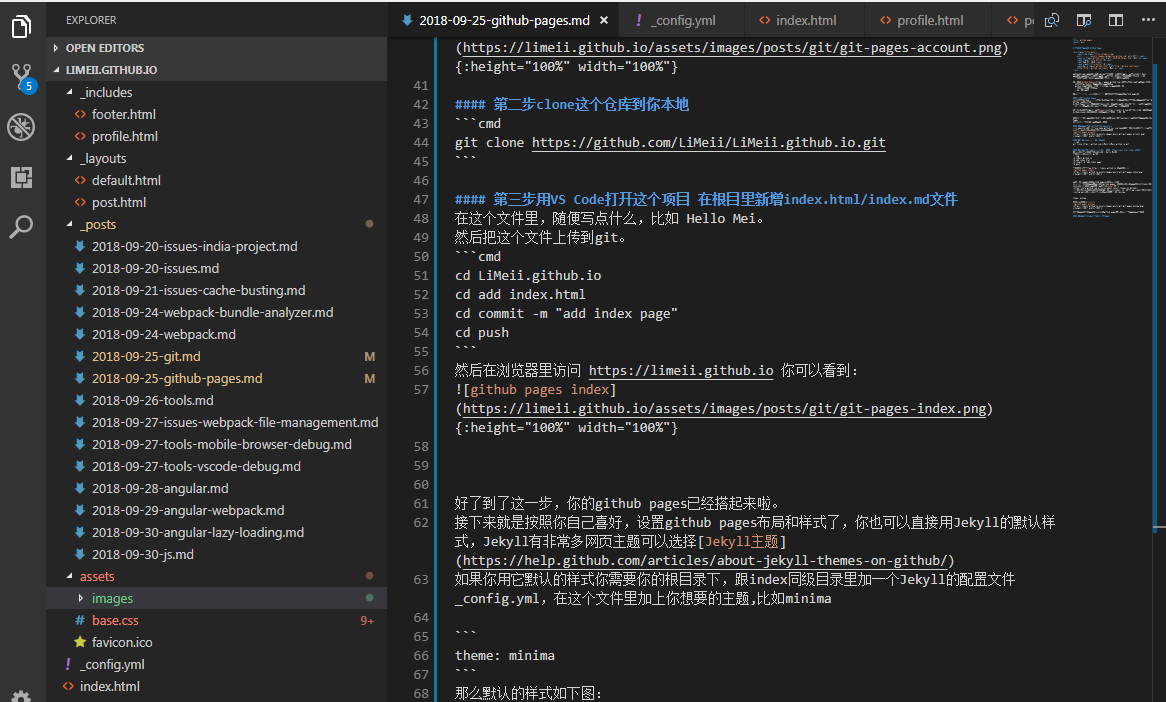 EXPLORER
OPEN EDITORS
LIMEII.GITHUB.IO
_includes
footer.html
profile.html
_layouts
default.html
post.html
_posts
2018-09-20-issues-india-project.md
2018-09-20-issues.md
2018-09-21-issues-cache-busting.md
2018-09-24-webpack-bundle-analyzer.md
2018-09-24-webpack.md
2018-09-25-git.md M
2018-09-25-github-pages.md M
2018-09-26-tools.md
2018-09-27-issues-webpack-file-management.md
2018-09-27-tools-mobile-browser-debug.md
2018-09-27-tools-vscode-debug.md
2018-09-28-angular.md
2018-09-29-angular-webpack.md
2018-09-30-angular-lazy-loading.md
2018-09-30-js.md
assets
images
# base.css 9+
favicon.ico
! _config.yml
<> index.html
5
2018-09-25-github-pages.md × ! _config.yml <> index.html <> profile.html <>
(https://limeii.github.io/assets/images/posts/git/git-pages-account.png)
{:height="100%" width="100%"}
41
42 #### 第二步clone这个仓库到你本地
43 ```cmd
44 git clone https://github.com/LiMeii/LiMeii.github.io.git
45 ```
46
47 #### 第三步用VS Code打开这个项目 在根目里新增index.html/index.md文件
48 在这个文件里，随便写点什么，比如 Hello Mei。
49 然后把这个文件上传到git。
50 ```cmd
51 cd LiMeii.github.io
52 cd add index.html
53 cd commit -m "add index page"
54 cd push
55 ```
56 然后在浏览器里访问 https://limeii.github.io 你可以看到：
57 ![github pages index]
(https://limeii.github.io/assets/images/posts/git/git-pages-index.png)
{:height="100%" width="100%"}
58
59
60
61 好了到了这一步，你的github pages已经搭起来啦。
62 接下来就是按照你自己喜好，设置github pages布局和样式了，你也可以直接用Jekyll的默认样
式，Jekyll有非常多网页主题可以选择[Jekyll主题]
(https://help.github.com/articles/about-jekyll-themes-on-github/)
63 如果你用它默认的样式你需要你的根目录下，跟index同级目录里加一个Jekyll的配置文件
_config.yml，在这个文件里加上你想要的主题,比如minima
64
65 ```
66 theme: minima
67 ```
68 那么默认的样式如下图：